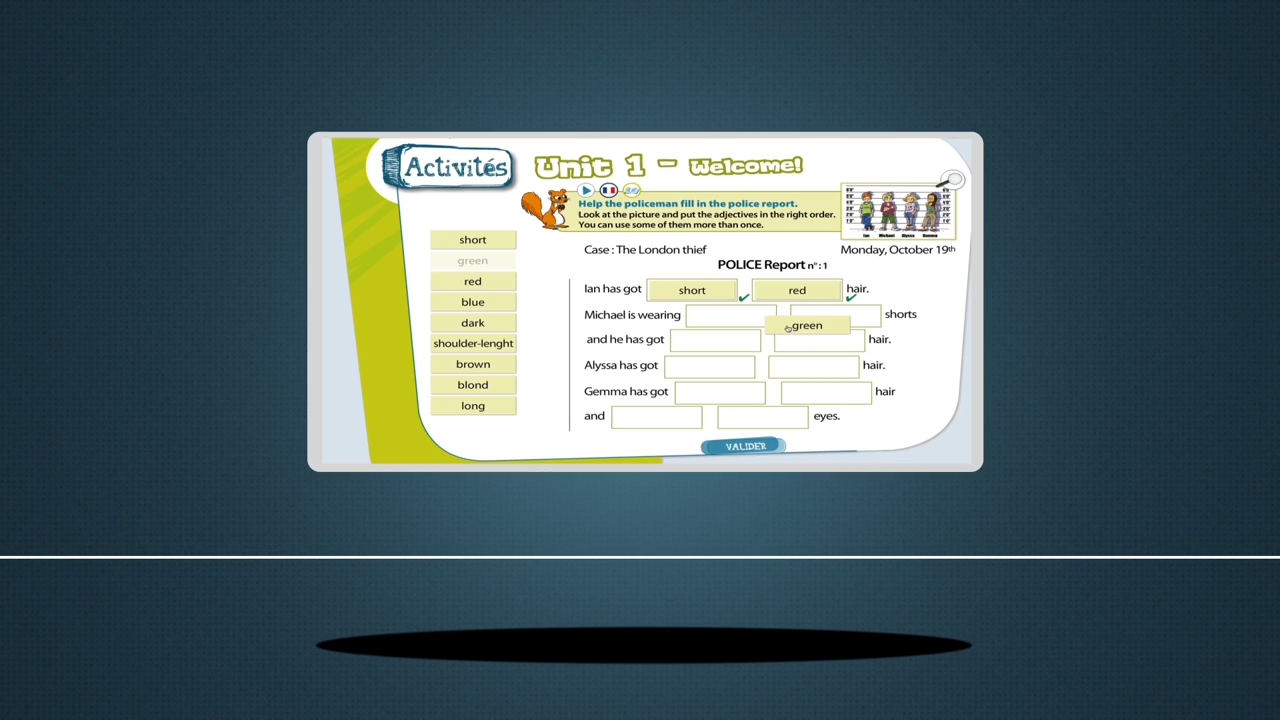 Activités
Unit 1 - Welcome!
Help the policeman fill in the police report.
Look at the picture and put the adjectives in the right order.
You can use some of them more than once.
Ian Michael Alyssa Gemma
short
green
red
blue
dark
shoulder-lenght
brown
blond
long
Case : The London thief
Monday, October 19th
POLICE Report n° : 1
Ian has got short red hair.
Michael is wearing shorts
green
and he has got hair.
Alyssa has got hair.
Gemma has got hair
and eyes.
VALIDER